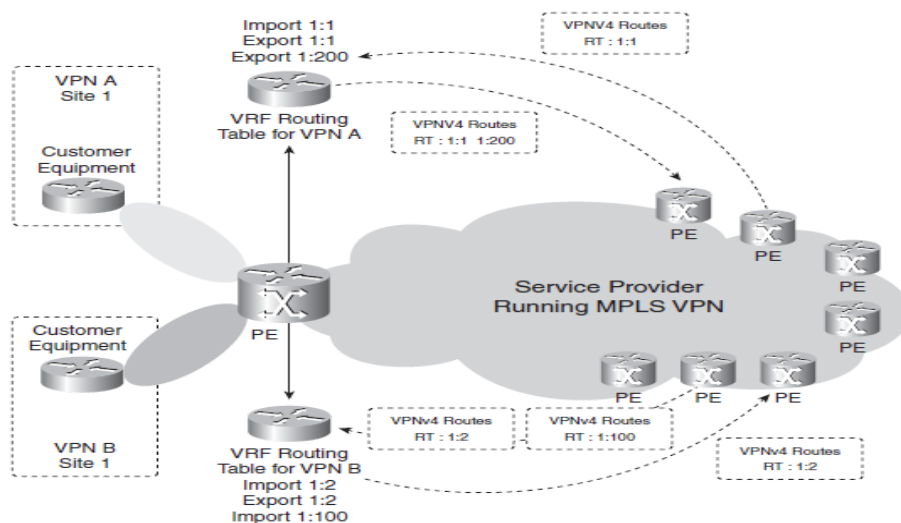 Import 1:1
Export 1:1
Export 1:200
VRF Routing
Table for VPN A
VPN A
Site 1
Customer
Equipment
VPNV4 Routes
RT : 1:1
VPNV4 Routes
RT : 1:1 1:200
PE
PE
PE
PE
PE
PE
PE
PE
Service Provider
Running MPLS VPN
Customer
Equipment
VPN B
Site 1
VPNv4 Routes
RT : 1:2
VPNv4 Routes
RT : 1:100
VPNv4 Routes
RT : 1:2
VRF Routing
Table for VPN B
Import 1:2
Export 1:2
Import 1:100